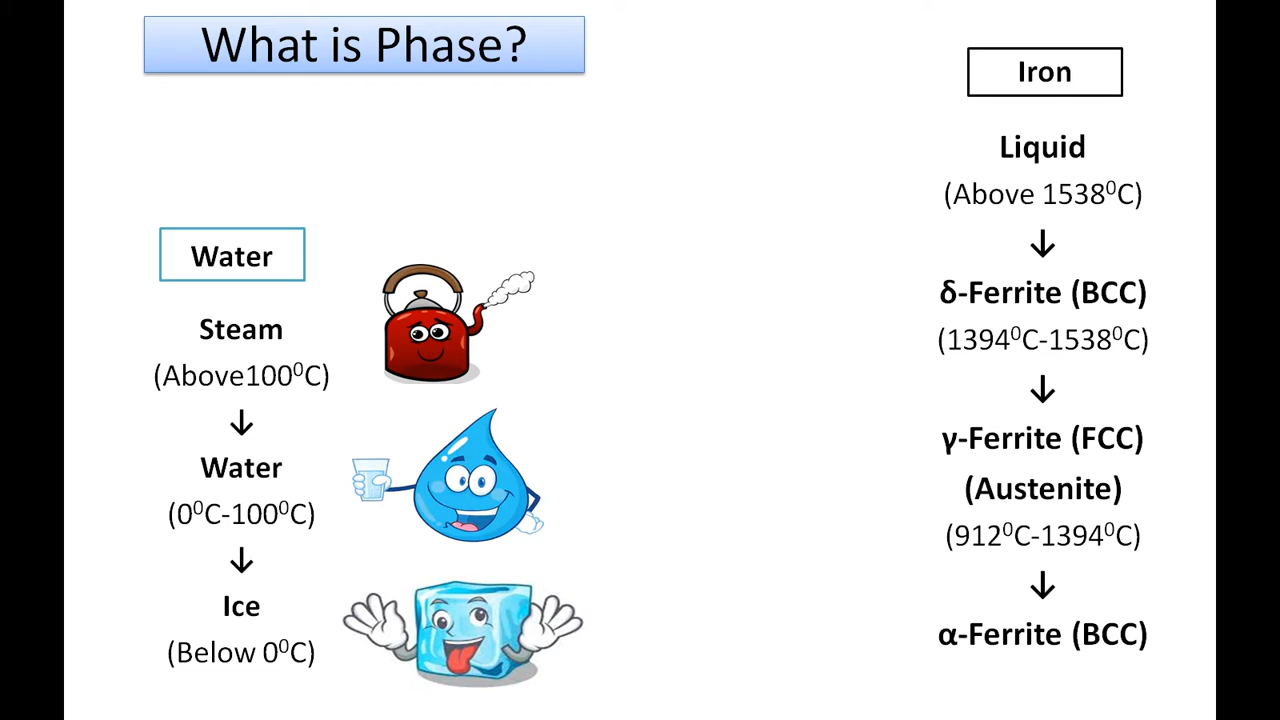 What is Phase?
Water
Steam
(Above100⁰C)
↓
Water
(0⁰C-100⁰C)
↓
Ice
(Below 0⁰C)
Iron
Liquid
(Above 1538⁰C)
↓
δ-Ferrite (BCC)
(1394⁰C-1538⁰C)
↓
γ-Ferrite (FCC)
(Austenite)
(912⁰C-1394⁰C)
↓
α-Ferrite (BCC)